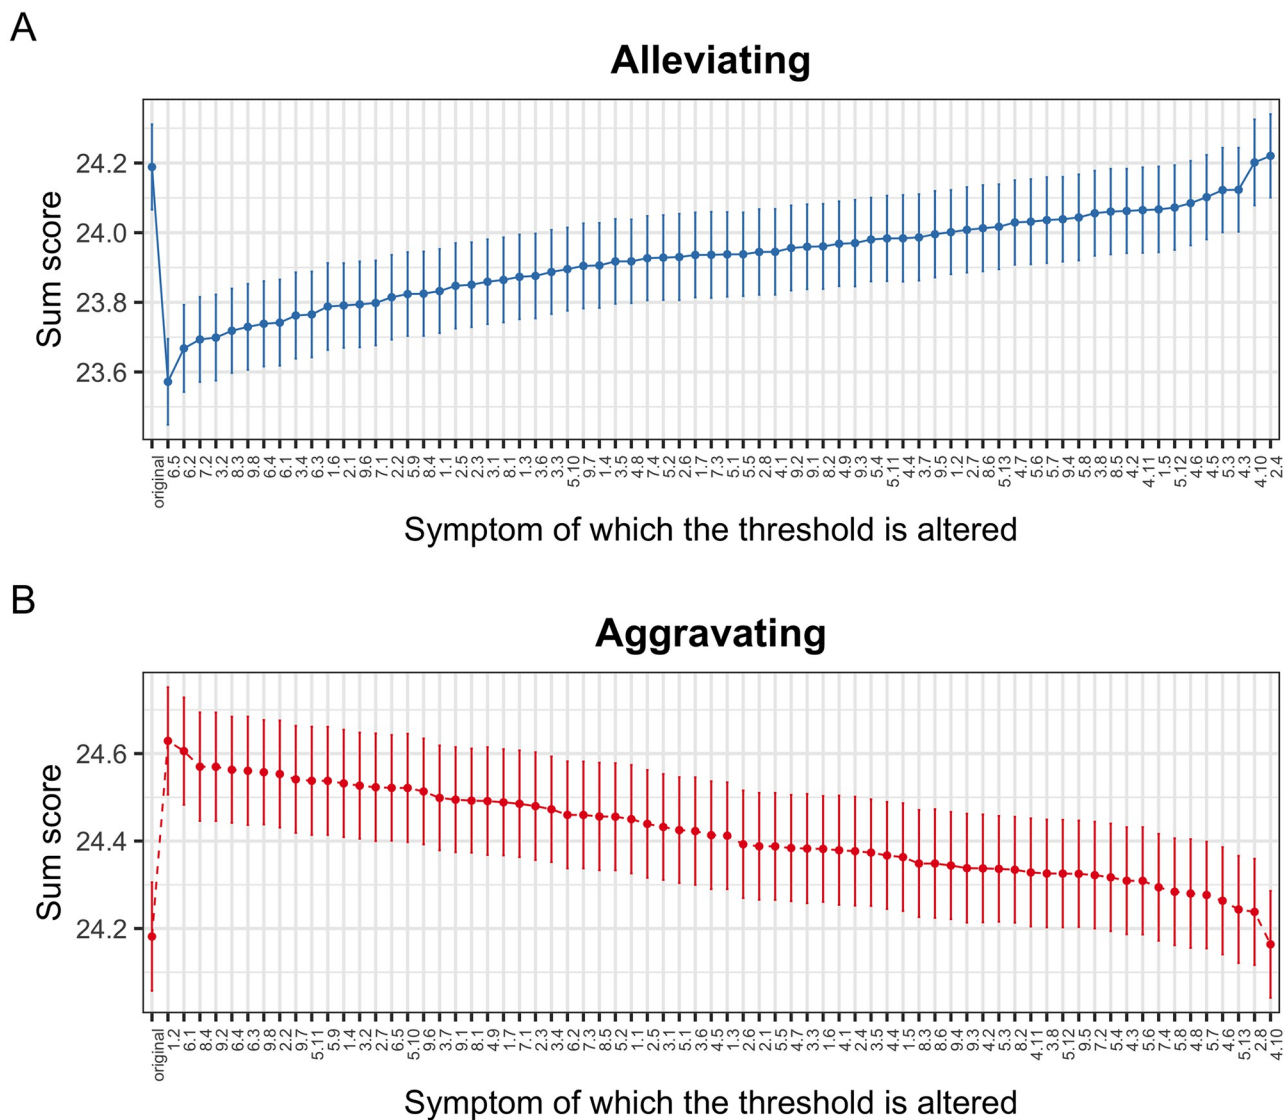 A
Alleviating
Sum score
24.2
24.0
23.8
23.6
original 6.5 6.2 7.2 3.2 8.3 9.8 6.4 6.1 3.4 6.3 1.6 2.1 9.6 7.1 2.2 5.9 8.4 1.1 2.5 2.3 3.1 8.1 1.3 3.6 3.3 5.10 9.7 1.4 3.5 4.8 7.4 5.2 2.6 1.7 7.3 5.1 5.5 2.8 4.1 9.2 9.1 8.2 4.9 9.3 5.4 5.11 4.4 3.7 9.5 1.2 2.7 8.6 5.13 4.7 5.6 5.7 9.4 5.8 3.8 8.5 4.2 4.11 1.5 5.12 4.6 4.5 5.3 4.3 4.10 2.4
Symptom of which the threshold is altered
B
Aggravating
Sum score
24.6
24.4
24.2
original 1.2 6.1 8.4 9.2 6.4 6.3 9.8 2.2 9.7 5.11 5.9 1.4 3.2 2.7 6.5 5.10 9.6 3.7 9.1 8.1 4.9 1.7 7.1 2.3 3.4 6.2 7.3 8.5 5.2 1.1 2.5 3.1 5.1 3.6 4.5 1.3 2.6 2.1 5.5 4.7 3.3 1.6 4.1 2.4 3.5 4.4 1.5 8.3 8.6 9.4 9.3 4.2 5.3 8.2 4.11 3.8 5.12 9.5 7.2 5.4 4.3 5.6 7.4 5.8 4.8 5.7 4.6 5.13 2.8 4.10
Symptom of which the threshold is altered